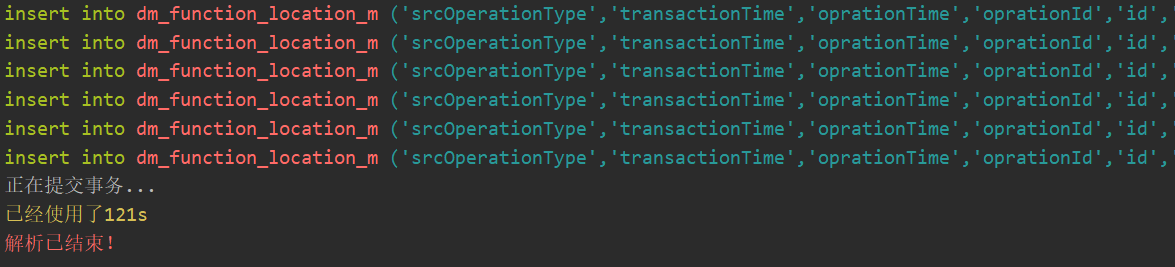 insert into dm_function_location_m ('srcOperationType','transactionTime','oprationTime','oprationId','id','
insert into dm_function_location_m ('srcOperationType','transactionTime','oprationTime','oprationId','id','
insert into dm_function_location_m ('srcOperationType','transactionTime','oprationTime','oprationId','id','
insert into dm_function_location_m ('srcOperationType','transactionTime','oprationTime','oprationId','id','
insert into dm_function_location_m ('srcOperationType','transactionTime','oprationTime','oprationId','id','
insert into dm_function_location_m ('srcOperationType','transactionTime','oprationTime','oprationId','id','
正在提交事务...
已经使用了121s
解析已结束!